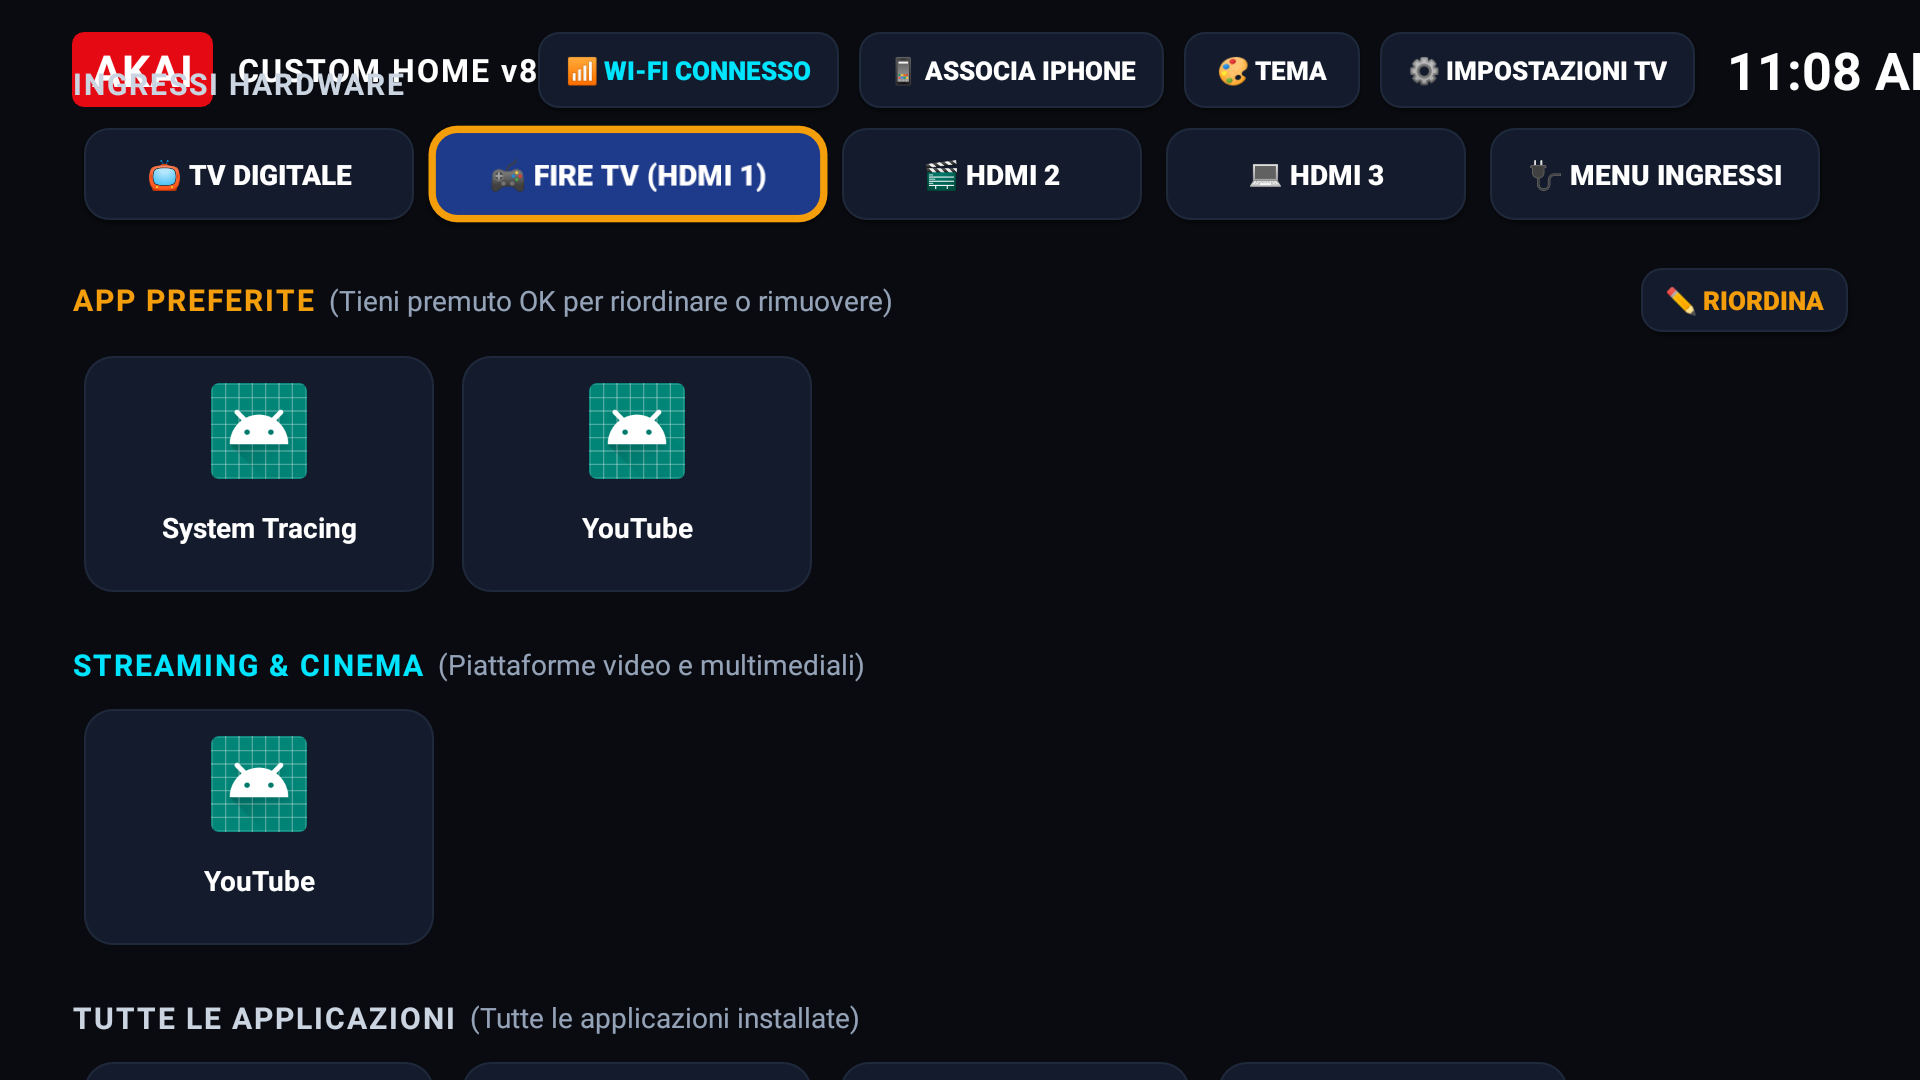 AKAI
CUSTOM HOME v8
WI-FI CONNESSO
ASSOCIA IPHONE
TEMA
IMPOSTAZIONI TV
11:08
INGRESSI HARDWARE
TV DIGITALE
FIRE TV (HDMI 1)
HDMI 2
HDMI 3
MENU INGRESSI
APP PREFERITE (Tieni premuto OK per riordinare o rimuovere)
RIORDINA
System Tracing
YouTube
STREAMING & CINEMA (Piattaforme video e multimediali)
YouTube
TUTTE LE APPLICAZIONI (Tutte le applicazioni installate)